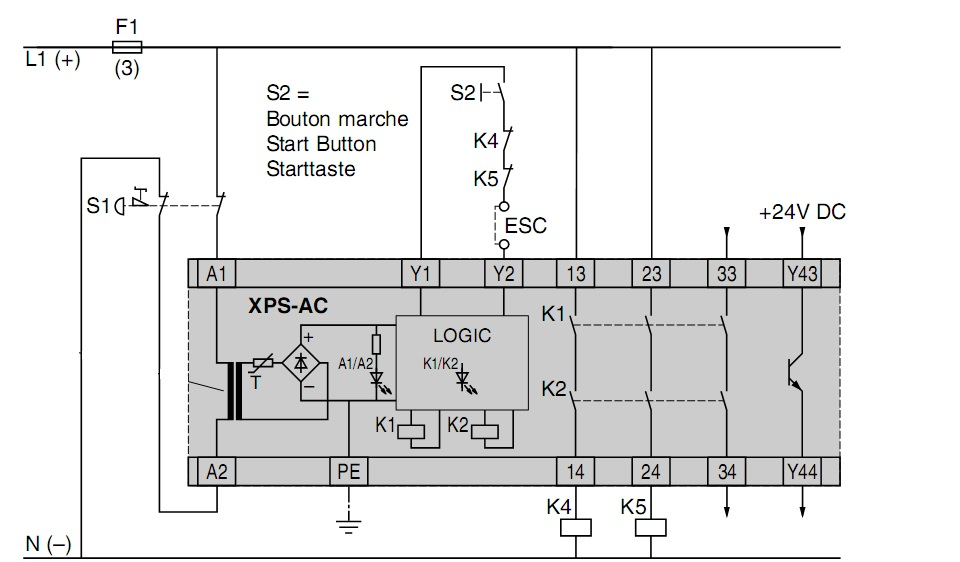 F1
L1 (+)
(3)
S2 =
Bouton marche
Start Button
Starttaste
S2
K4
K5
S1
ESC
+24V DC
A1
Y1
Y2
13
23
33
Y43
XPS-AC
K1
LOGIC
+
A1/A2
K1/K2
T
–
K2
K1
K2
A2
PE
14
24
34
Y44
K4
K5
N (–)